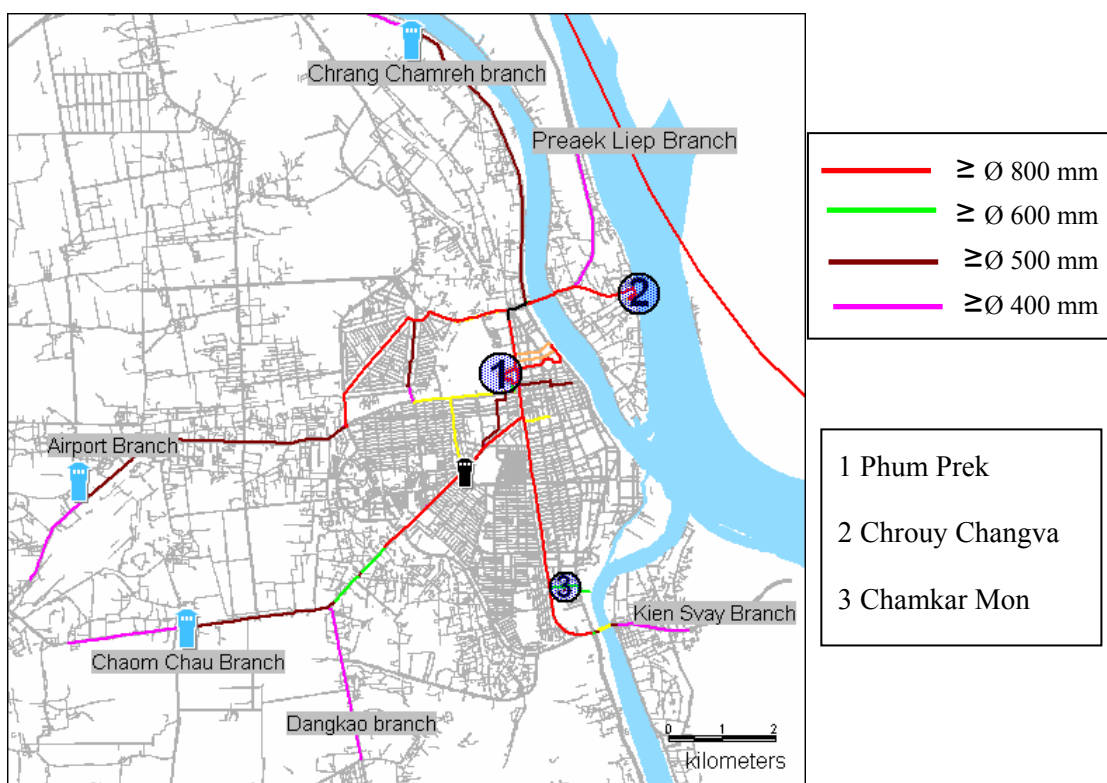 Chrang Chamreh branch
Preaek Liep Branch
2
1
Airport Branch
3
Kien Svay Branch
Chaom Chau Branch
Dangkao branch
0 1 2
kilometers
≥ Ø 800 mm
≥ Ø 600 mm
≥Ø 500 mm
≥Ø 400 mm
1 Phum Prek
2 Chrouy Changva
3 Chamkar Mon